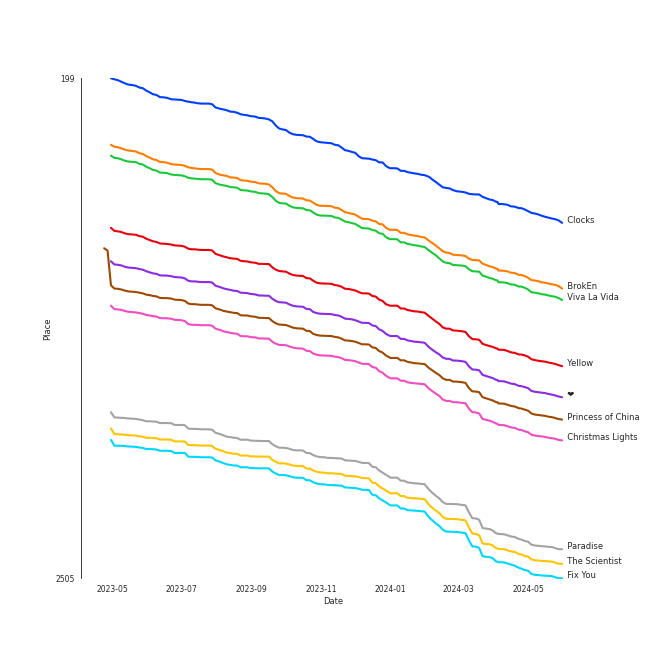 199
Clocks
BrokEn
Viva La Vida
Place
Yellow
❤
Princess of China
Christmas Lights
Paradise
The Scientist
Fix You
2505
2023-05 2023-07 2023-09 2023-11 2024-01 2024-03 2024-05
Date